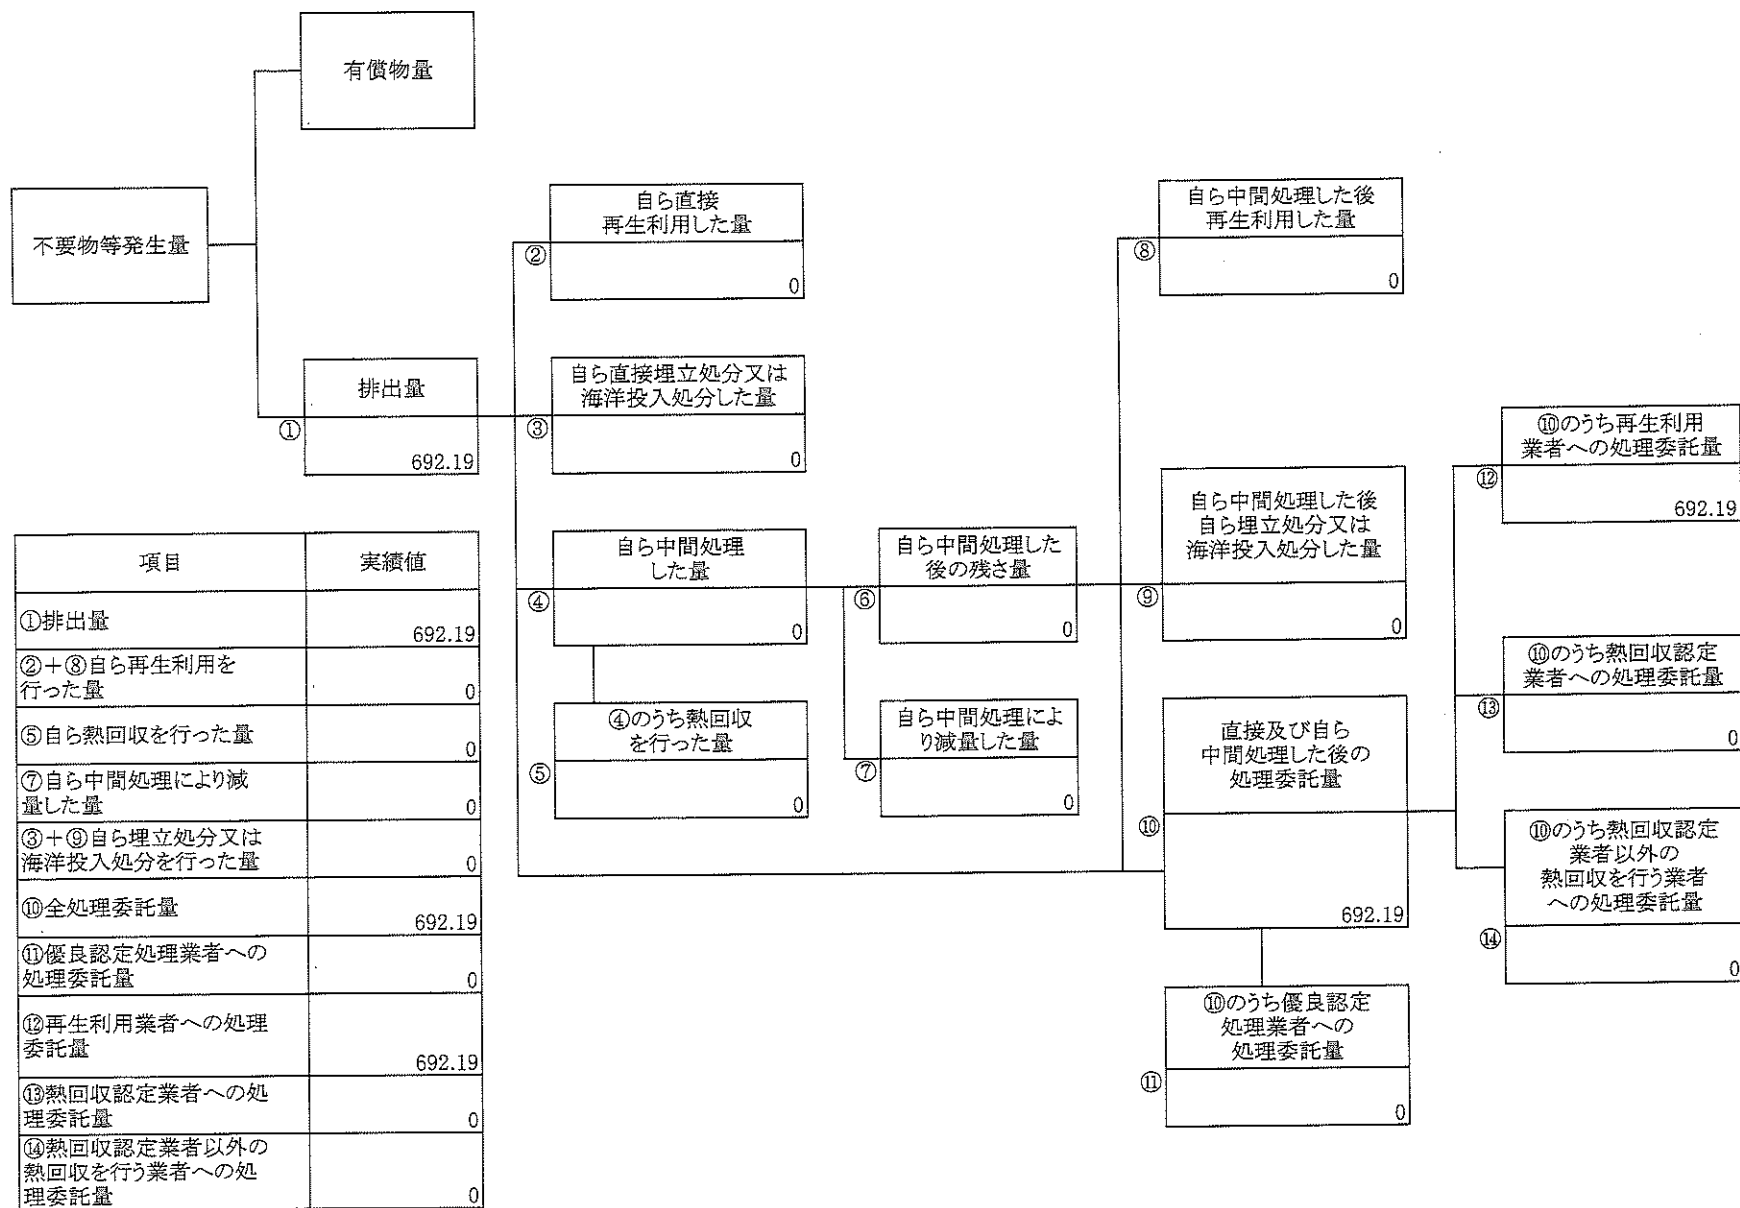 有償物量
不要物等発生量
排出量
①
692.19
自ら直接
再生利用した量
②
0
自ら直接埋立処分又は
海洋投入処分した量
③
0
自ら中間処理
した量
④
0
④のうち熱回収
を行った量
⑤
0
自ら中間処理した
後の残さ量
⑥
0
自ら中間処理によ
り減量した量
⑦
0
自ら中間処理した後
再生利用した量
⑧
0
自ら中間処理した後
自ら埋立処分又は
海洋投入処分した量
⑨
0
直接及び自ら
中間処理した後の
処理委託量
⑩
692.19
⑩のうち優良認定
処理業者への
処理委託量
⑪
0
⑩のうち再生利用
業者への処理委託量
⑫
692.19
⑩のうち熱回収認定
業者への処理委託量
⑬
0
⑩のうち熱回収認定
業者以外の
熱回収を行う業者
への処理委託量
⑭
0
項目 実績値
①排出量
692.19
②+⑧自ら再生利用を
行った量 0
⑤自ら熱回収を行った量
0
⑦自ら中間処理により減
量した量 0
③+⑨自ら埋立処分又は
海洋投入処分を行った量 0
⑩全処理委託量
692.19
⑪優良認定処理業者への
処理委託量 0
⑫再生利用業者への処理
委託量
692.19
⑬熱回収認定業者への処
理委託量 0
⑭熱回収認定業者以外の
熱回収を行う業者への処
理委託量 0